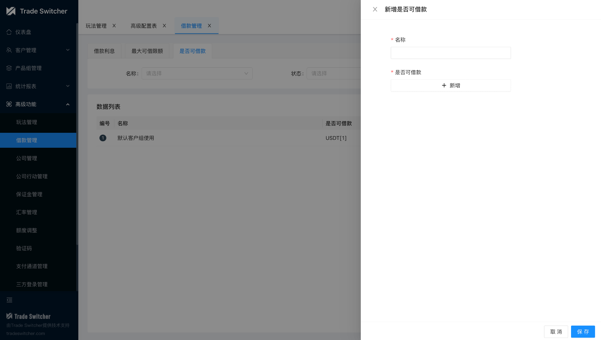 Trade Switcher
仪表盘
客户管理
产品组管理
统计报表
高级功能
玩法管理
借款管理
公司管理
公司行动管理
移证金管理
汇率管理
额度调整
验证码
支付通道管理
三方登录管理
Trade Switcher
玩法管理
高级配置表
借款管理
借款利息
最大可借限额
是否可借款
名称:
请选择
状态:
请选择
数据列表
编号 名称 是否可借款
1 默认客户组使用 USDT[1]
新增是否可借款
* 名称
* 是否可借款
+ 新增
取 消
保 存